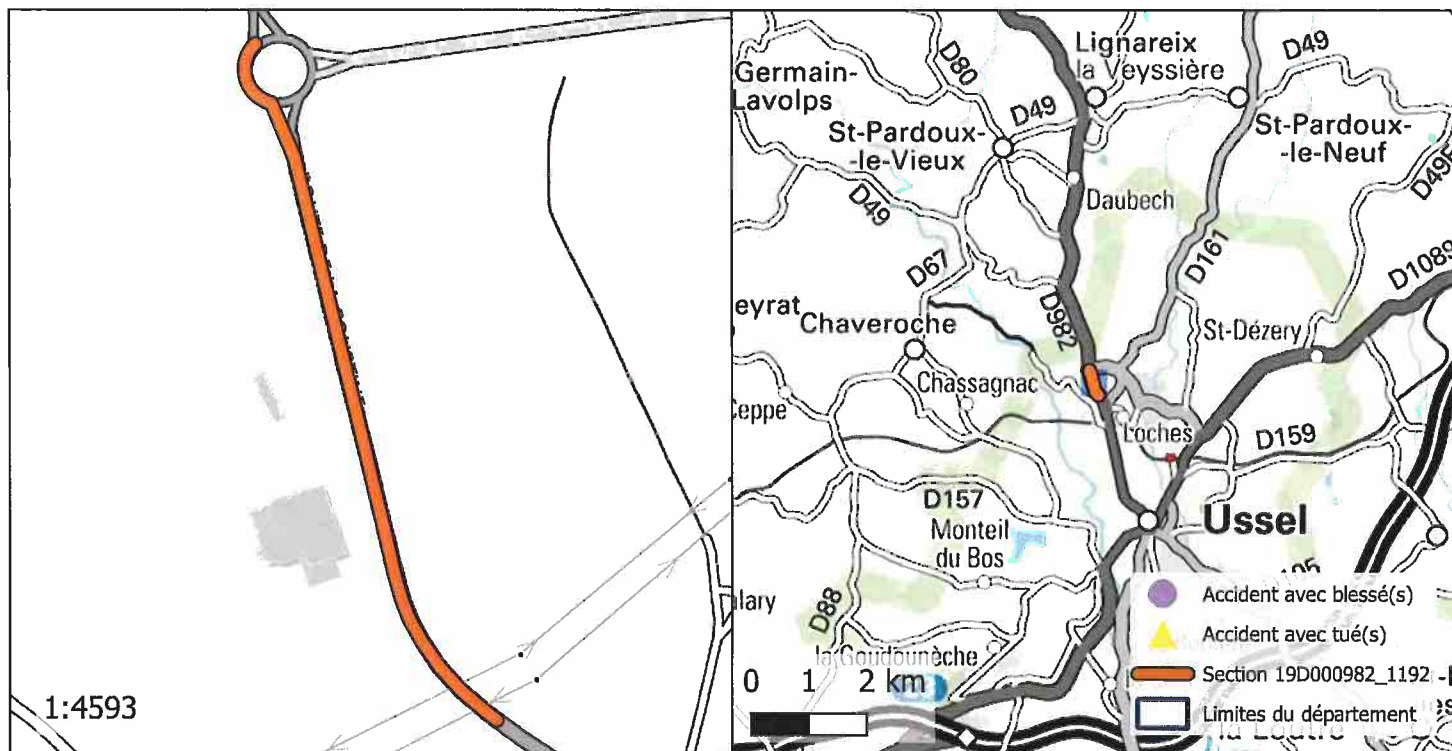 1:4593
Germain-
Lavolps
D80
Lignareix
la Veyssière
D49
D49
St-Pardoux-
-le-Vieux
St-Pardoux-
-le-Neuf
D49E
D49
Daubech
D161
D67
D1089
D982
eyrat
Chaveroche
St-Dézery
Chassagnac
Ceppe
Loches
D159
D157
Ussel
Monteil
du Bos
D88
lary
la Goudounèche
0 1 2 km
Accident avec blessé(s)
Accident avec tué(s)
Section 19D000982_1192
Limites du département